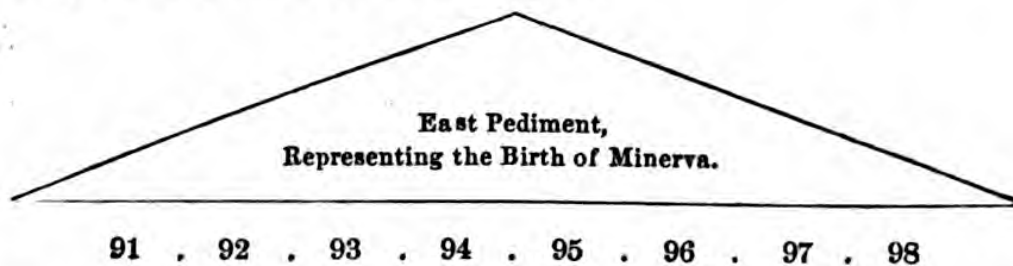 East Pediment,
Representing the Birth of Minerva.
91 . 92 . 93 . 94 . 95 . 96 . 97 . 98